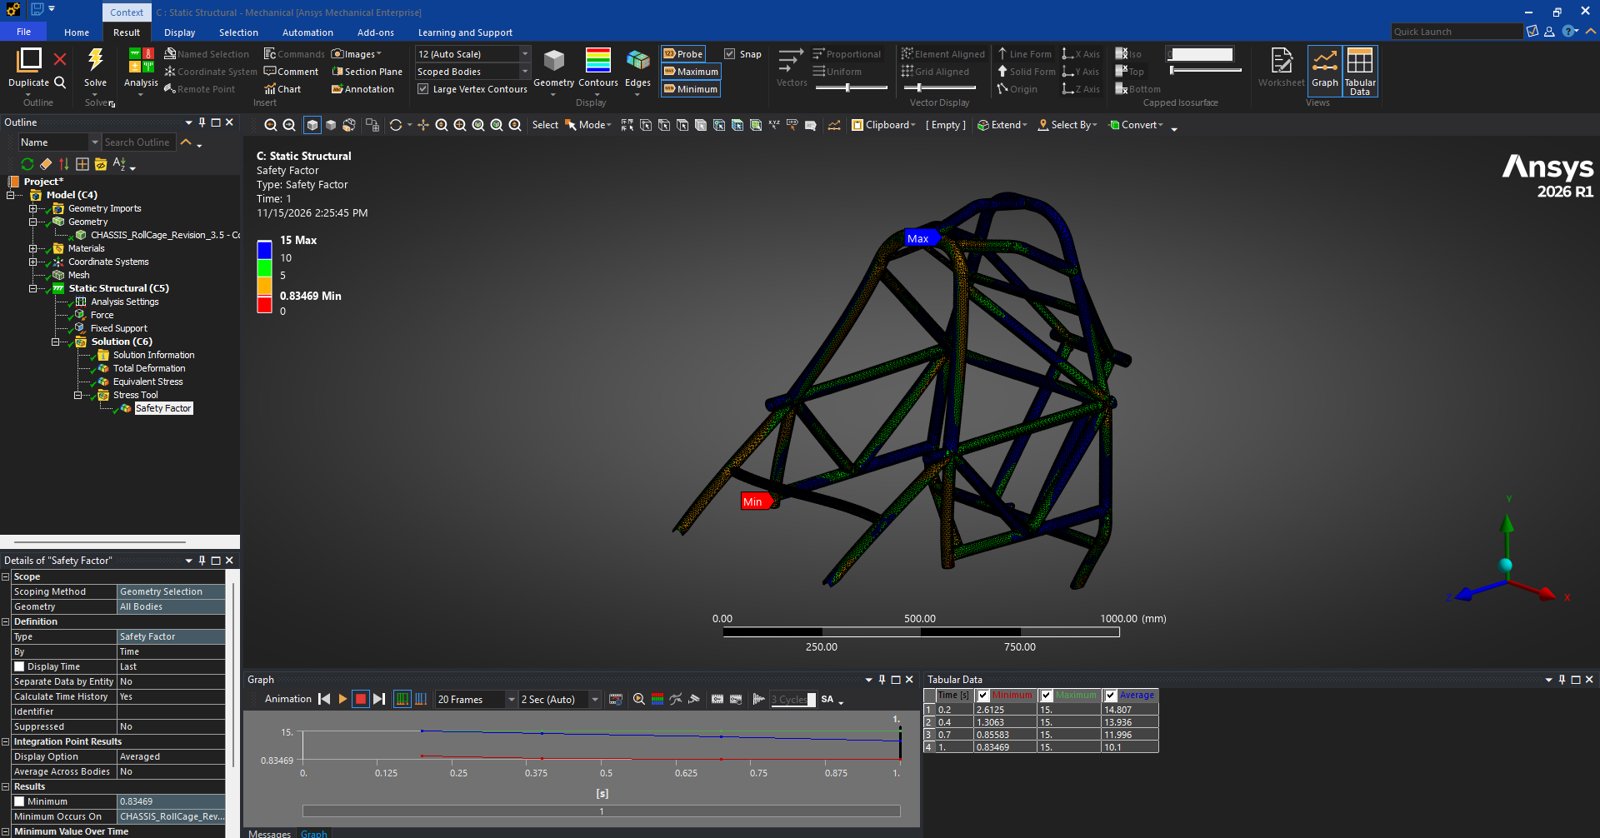 Context
C : Static Structural - Mechanical [Ansys Mechanical Enterprise]
File
Home
Result
Display
Selection
Automation
Add-ons
Learning and Support
Quick Launch
Duplicate
Outline
Solve
Solver
Analysis
Named Selection
Coordinate System
Remote Point
Commands
Comment
Chart
Images
Section Plane
Annotation
Insert
12 (Auto Scale)
Scoped Bodies
Large Vertex Contours
Geometry
Contours
Edges
Display
Probe
Maximum
Minimum
Snap
Vectors
Proportional
Uniform
Element Aligned
Grid Aligned
Line Form
Solid Form
Origin
X Axis
Y Axis
Z Axis
Vector Display
Iso
Top
Bottom
Capped Isosurface
Worksheet
Graph
Tabular Data
Views
Select
Mode
Clipboard
[ Empty ]
Extend
Select By
Convert
Outline
Name
Search Outline
Project*
Model (C4)
Geometry Imports
Geometry
CHASSIS_RollCage_Revision_3.5 - Co
Materials
Coordinate Systems
Mesh
Static Structural (C5)
Analysis Settings
Force
Fixed Support
Solution (C6)
Solution Information
Total Deformation
Equivalent Stress
Stress Tool
Safety Factor
C: Static Structural
Safety Factor
Type: Safety Factor
Time: 1
11/15/2026 2:25:45 PM
15 Max
10
5
0.83469 Min
0
Max
Min
Ansys
2026 R1
Y
Z
X
0.00
500.00
1000.00 (mm)
250.00
750.00
Details of "Safety Factor"
Scope
Scoping Method Geometry Selection
Geometry All Bodies
Definition
Type Safety Factor
By Time
Display Time Last
Separate Data by Entity No
Calculate Time History Yes
Identifier
Suppressed No
Integration Point Results
Display Option Averaged
Average Across Bodies No
Results
Minimum 0.83469
Minimum Occurs On CHASSIS_RollCage_Rev...
Minimum Value Over Time
Graph
Animation
20 Frames
2 Sec (Auto)
3 Cycles
SA
1.
15.
0.83469
0. 0.125 0.25 0.375 0.5 0.625 0.75 0.875 1.
[s]
1
Messages
Graph
Tabular Data
Time [s] Minimum Maximum Average
1 0.2 2.6125 15. 14.807
2 0.4 1.3063 15. 13.936
3 0.7 0.85583 15. 11.996
4 1. 0.83469 15. 10.1